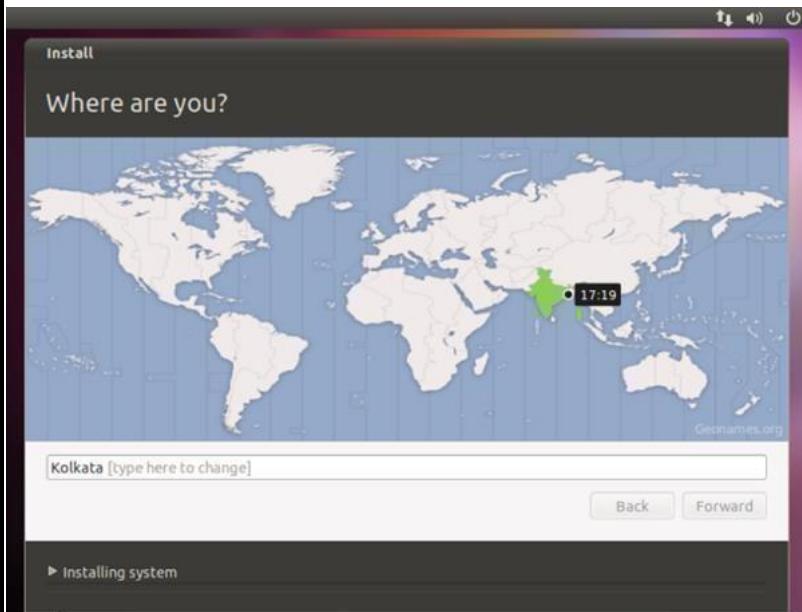 Install
Where are you?
17:19
Geonames.org
Kolkata [type here to change]
Back
Forward
Installing system